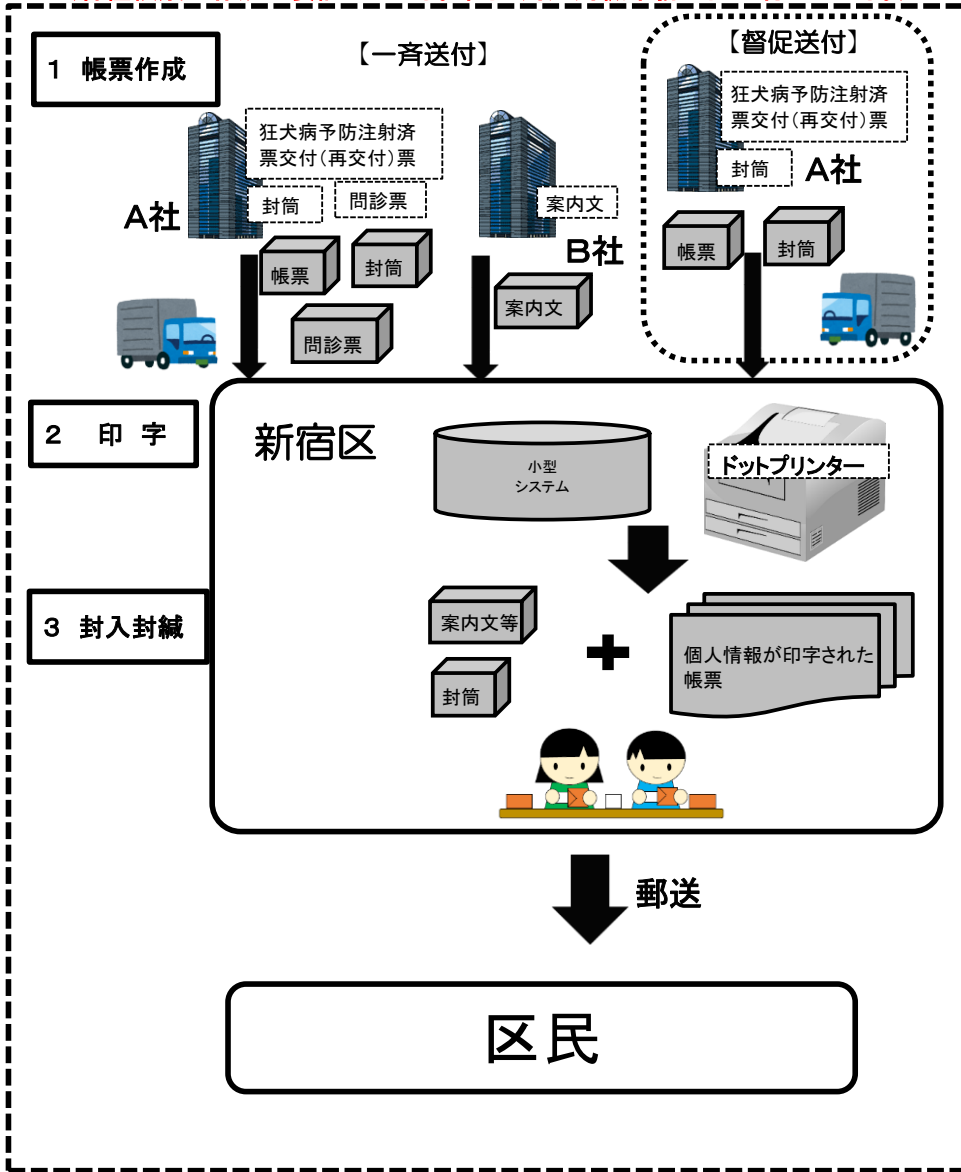 1 帳票作成
【一斉送付】
【督促送付】
狂犬病予防注射済
票交付(再交付)票
封筒
問診票
A社
帳票
封筒
問診票
案内文
B社
案内文
狂犬病予防注射済
票交付(再交付)票
封筒
A社
帳票
封筒
2 印 字
新宿区
小型
システム
ドットプリンター
3 封入封緘
案内文等
封筒
個人情報が印字された
帳票
郵送
区民